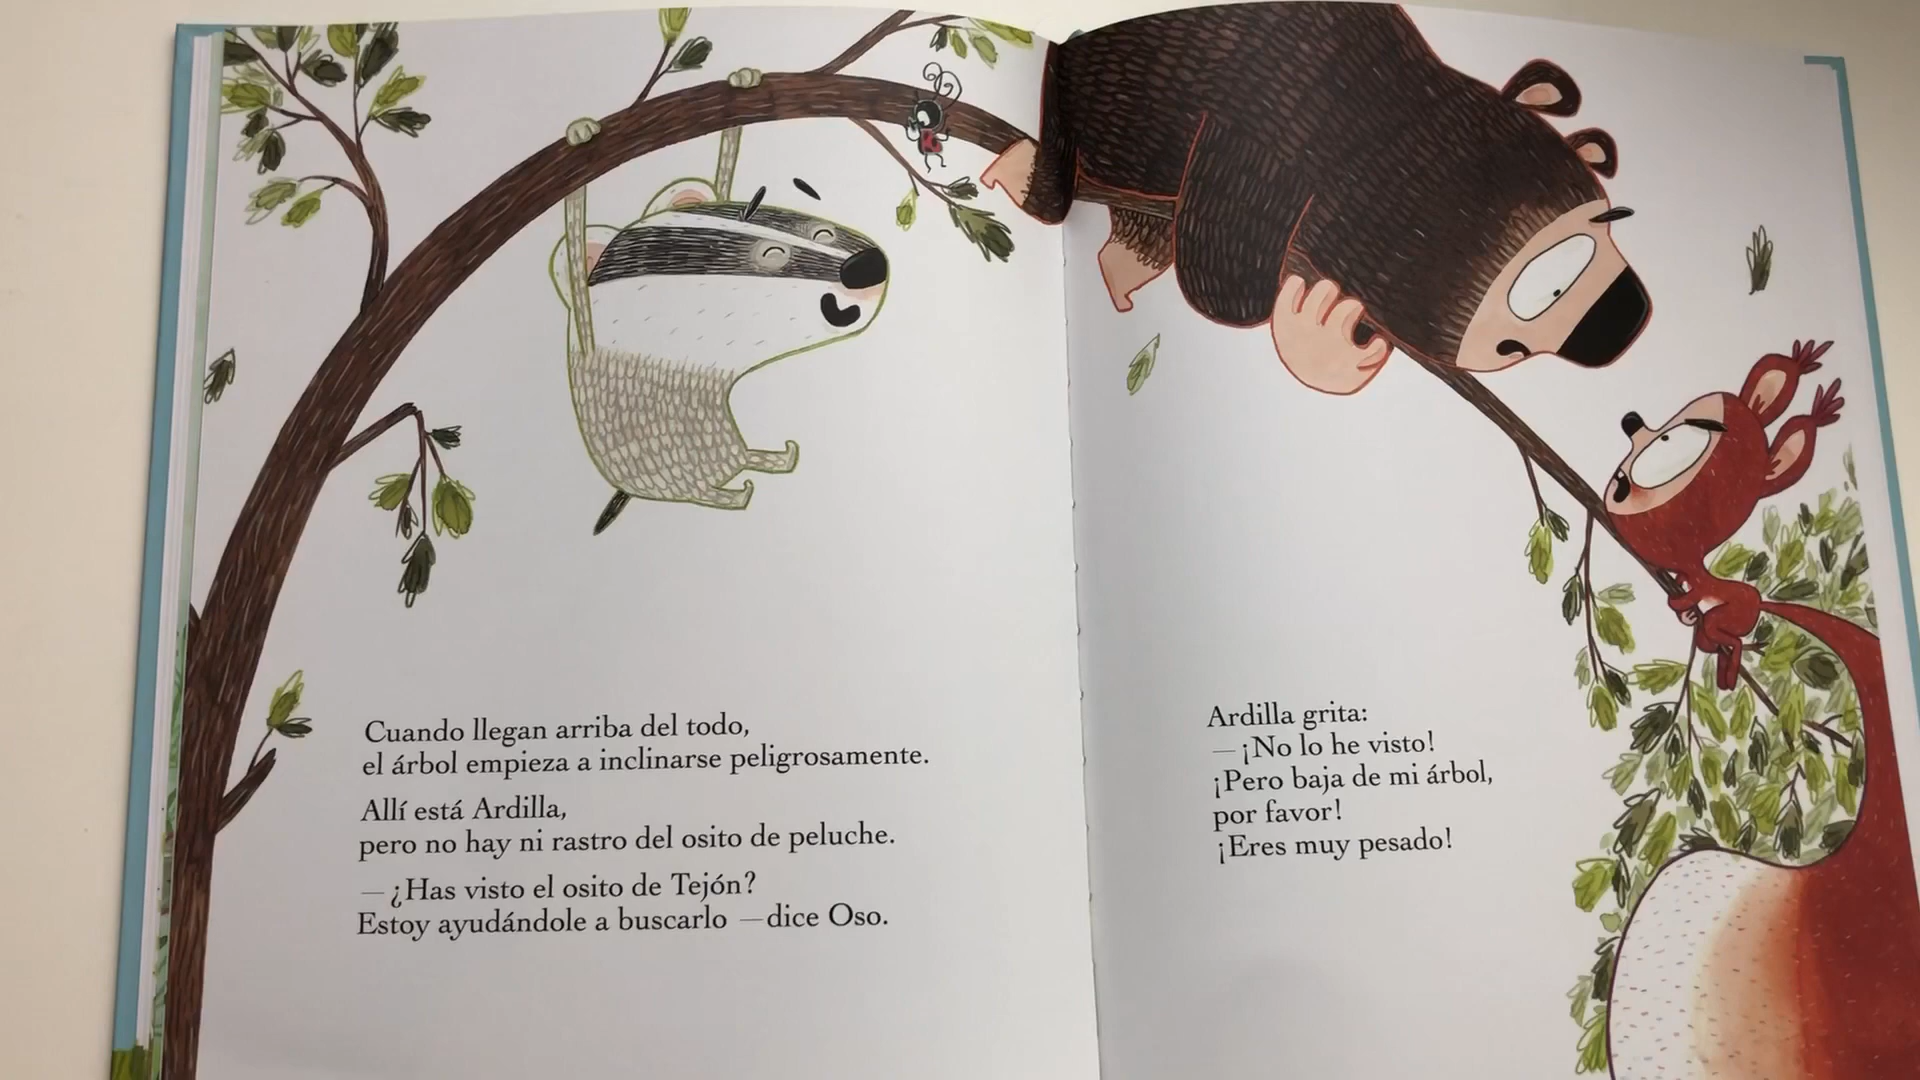 Cuando llegan arriba del todo,
el árbol empieza a inclinarse peligrosamente.
Allí está Ardilla,
pero no hay ni rastro del osito de peluche.
—¿Has visto el osito de Tejón?
Estoy ayudándole a buscarlo —dice Oso.
Ardilla grita:
—¡No lo he visto!
¡Pero baja de mi árbol,
por favor!
¡Eres muy pesado!